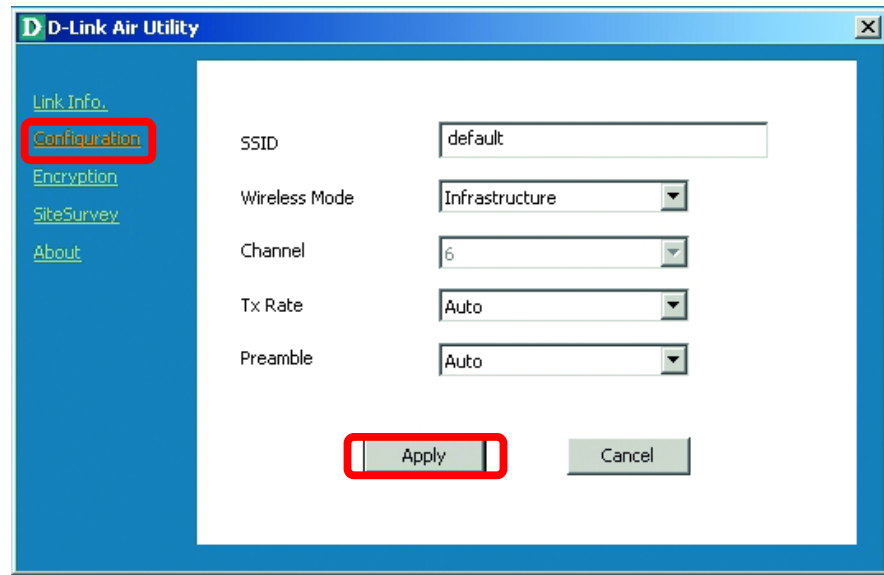 D D-Link Air Utility
Link Info.
Configuration
Encryption
SiteSurvey
About
SSID default
Wireless Mode Infrastructure
Channel 6
Tx Rate Auto
Preamble Auto
Apply Cancel